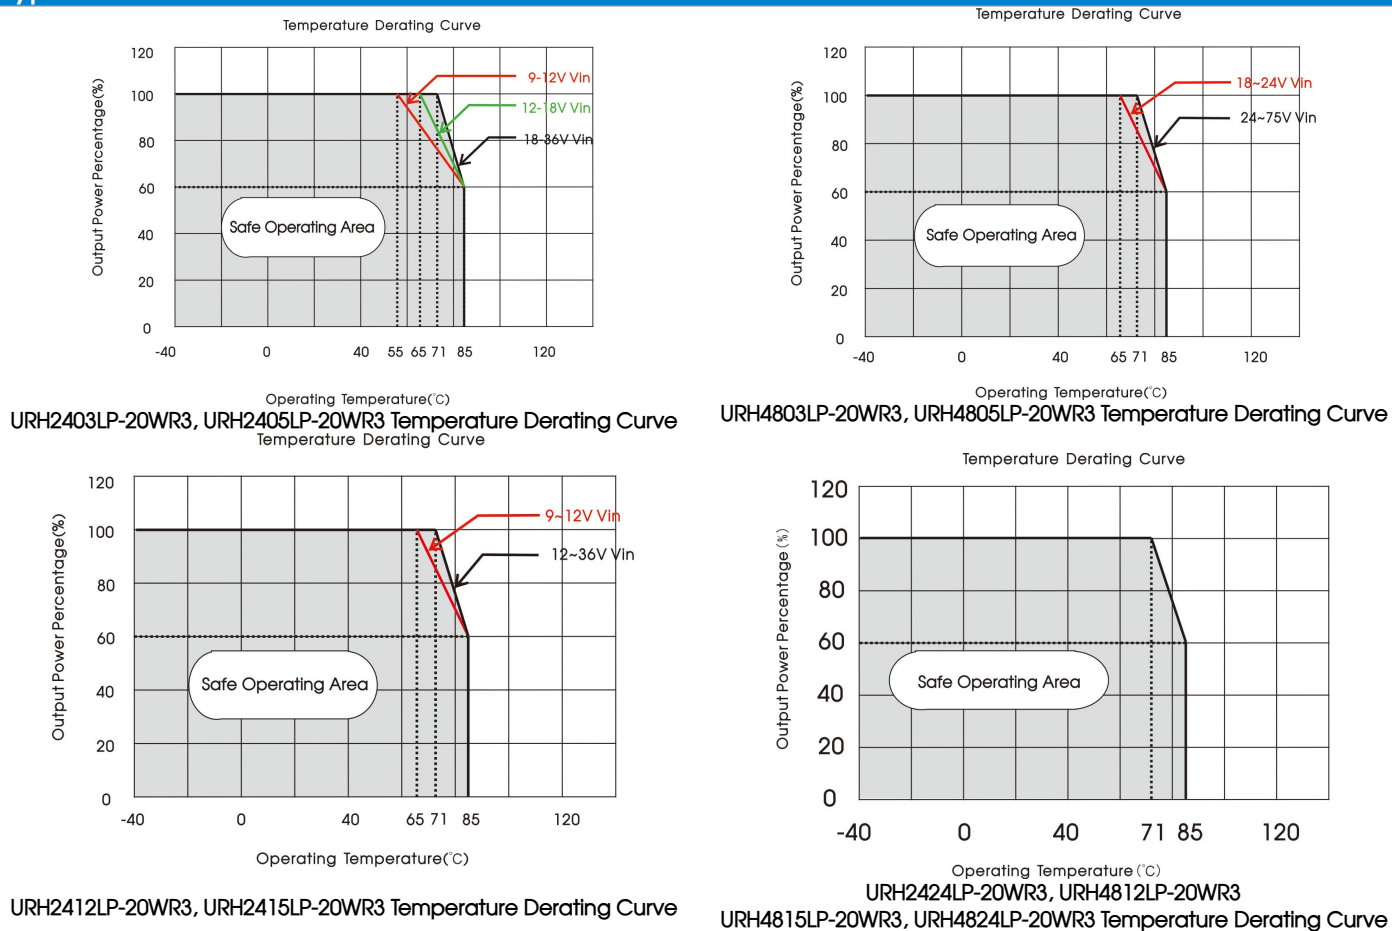 Temperature Derating Curve
120
100
80
60
40
20
0
Output Power Percentage(%)
9-12V Vin
12-18V Vin
18-36V Vin
Safe Operating Area
-40 0 40 55 65 71 85 120
Operating Temperature(℃)
URH2403LP-20WR3, URH2405LP-20WR3 Temperature Derating Curve
Temperature Derating Curve
120
100
80
60
40
20
0
Output Power Percentage(%)
18~24V Vin
24~75V Vin
Safe Operating Area
-40 0 40 65 71 85 120
Operating Temperature(℃)
URH4803LP-20WR3, URH4805LP-20WR3 Temperature Derating Curve
Temperature Derating Curve
120
100
80
60
40
20
0
Output Power Percentage(%)
9~12V Vin
12~36V Vin
Safe Operating Area
-40 0 40 65 71 85 120
Operating Temperature(℃)
URH2412LP-20WR3, URH2415LP-20WR3 Temperature Derating Curve
Temperature Derating Curve
120
100
80
60
40
20
0
Output Power Percentage (%)
Safe Operating Area
-40 0 40 71 85 120
Operating Temperature (℃)
URH2424LP-20WR3, URH4812LP-20WR3
URH4815LP-20WR3, URH4824LP-20WR3 Temperature Derating Curve